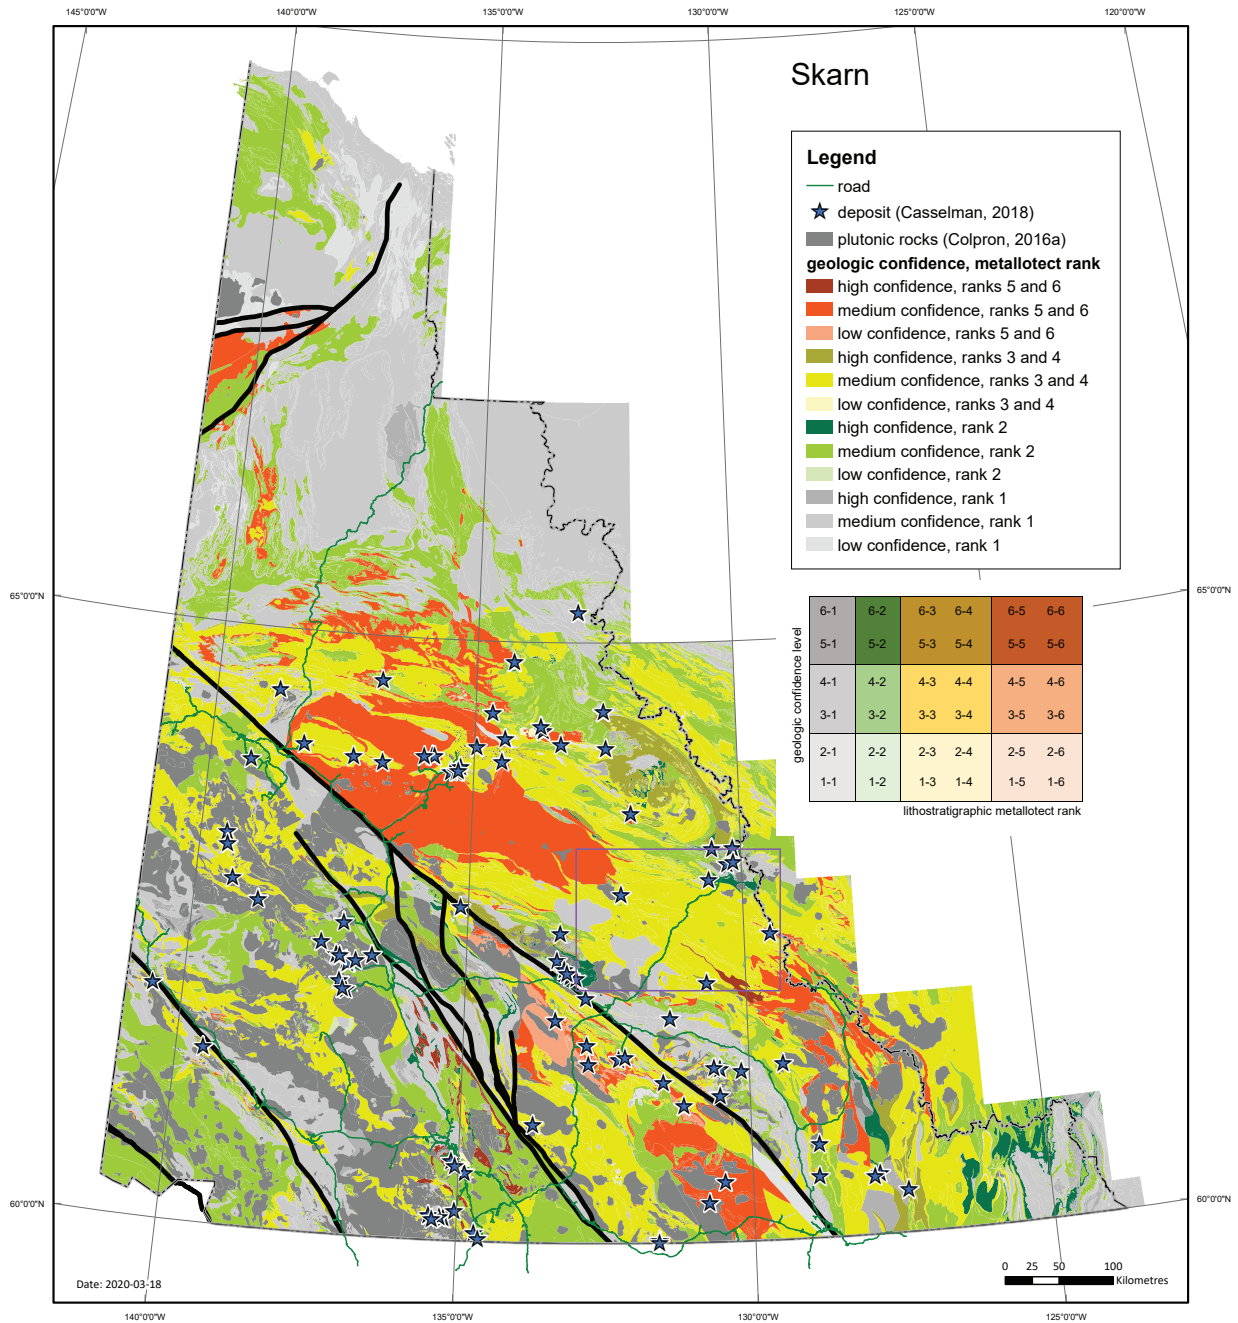 145°0'0"W 140°0'0"W 135°0'0"W 130°0'0"W 125°0'0"W 120°0'0"W
Skarn
Legend
road
deposit (Casselman, 2018)
plutonic rocks (Colpron, 2016a)
geologic confidence, metallotect rank
high confidence, ranks 5 and 6
medium confidence, ranks 5 and 6
low confidence, ranks 5 and 6
high confidence, ranks 3 and 4
medium confidence, ranks 3 and 4
low confidence, ranks 3 and 4
high confidence, rank 2
medium confidence, rank 2
low confidence, rank 2
high confidence, rank 1
medium confidence, rank 1
low confidence, rank 1
65°0'0"N 65°0'0"N
geologic confidence level
6-1 6-2 6-3 6-4 6-5 6-6
5-1 5-2 5-3 5-4 5-5 5-6
4-1 4-2 4-3 4-4 4-5 4-6
3-1 3-2 3-3 3-4 3-5 3-6
2-1 2-2 2-3 2-4 2-5 2-6
1-1 1-2 1-3 1-4 1-5 1-6
lithostratigraphic metallotect rank
60°0'0"N 60°0'0"N
0 25 50 100
Kilometres
Date: 2020-03-18
140°0'0"W 135°0'0"W 130°0'0"W 125°0'0"W